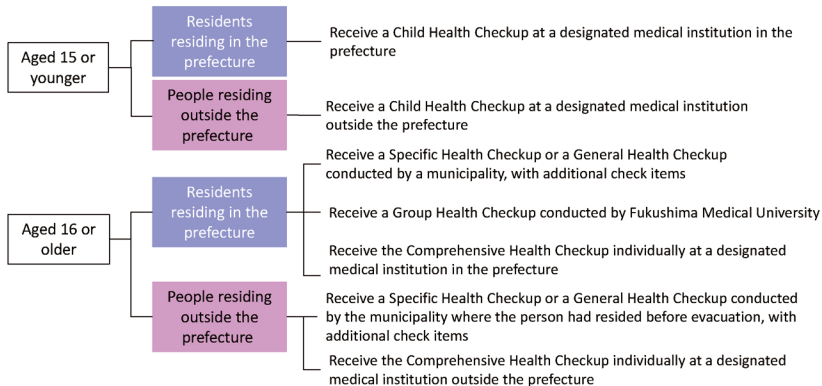 Aged 15 or
younger
Residents
residing in the
prefecture
Receive a Child Health Checkup at a designated medical institution in the
prefecture
People residing
outside the
prefecture
Receive a Child Health Checkup at a designated medical institution
outside the prefecture
Aged 16 or
older
Residents
residing in the
prefecture
Receive a Specific Health Checkup or a General Health Checkup
conducted by a municipality, with additional check items
Receive a Group Health Checkup conducted by Fukushima Medical University
Receive the Comprehensive Health Checkup individually at a designated
medical institution in the prefecture
People residing
outside the
prefecture
Receive a Specific Health Checkup or a General Health Checkup conducted
by the municipality where the person had resided before evacuation, with
additional check items
Receive the Comprehensive Health Checkup individually at a designated
medical institution outside the prefecture